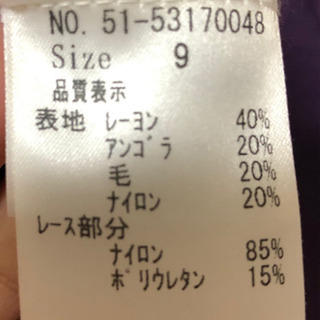 NO. 51-53170048
Size 9
品質表示
表地 レーヨン 40%
アンゴラ 20%
毛 20%
ナイロン 20%
レース部分
ナイロン 85%
ポリウレタン 15%